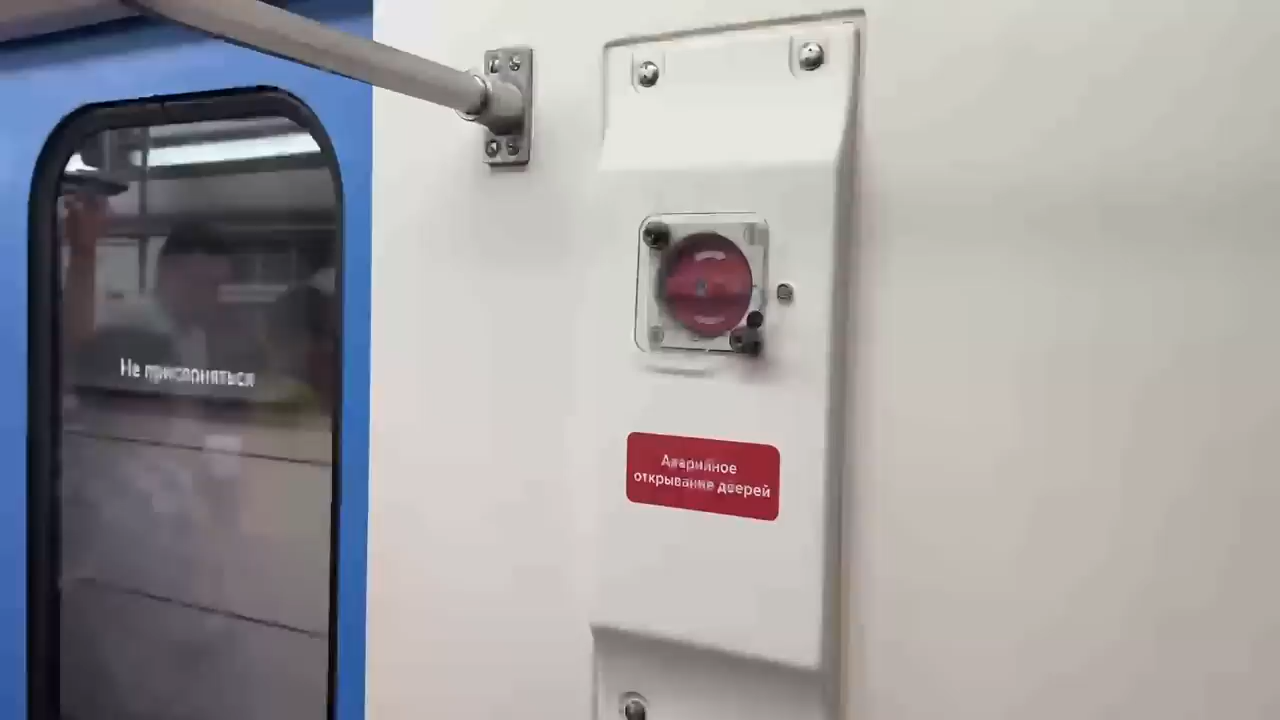 Не прислоняться
Аварийное
открывание дверей